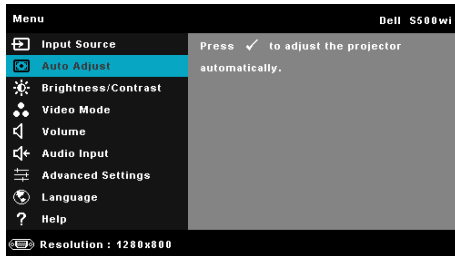 Menu
Dell S500wi
Input Source
Press ✓ to adjust the projector
automatically.
Auto Adjust
Brightness/Contrast
Video Mode
Volume
Audio Input
Advanced Settings
Language
? Help
Resolution : 1280x800